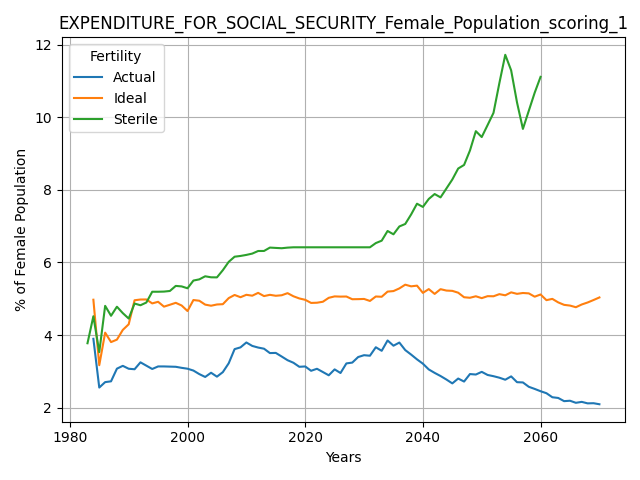 EXPENDITURE_FOR_SOCIAL_SECURITY_Female_Population_scoring_1
Fertility
Actual
Ideal
Sterile
12
10
8
6
4
2
% of Female Population
1980 2000 2020 2040 2060
Years